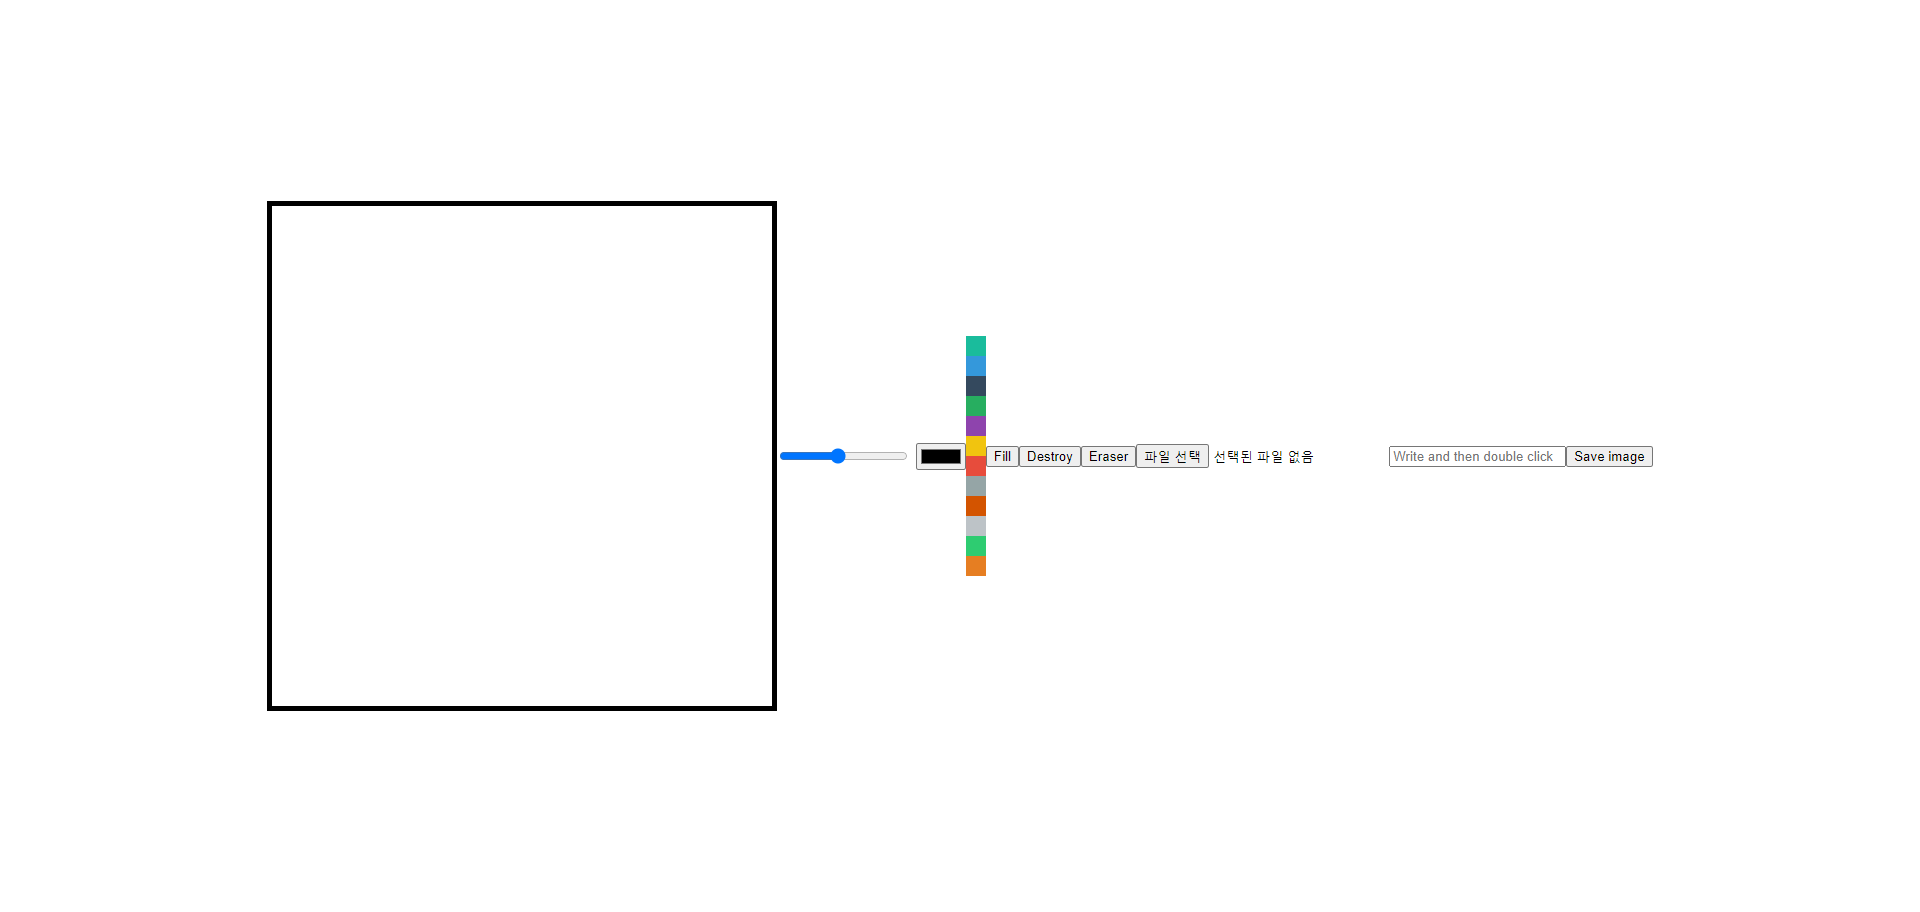 Fill Destroy Eraser 파일 선택 선택된 파일 없음 Write and then double click Save image